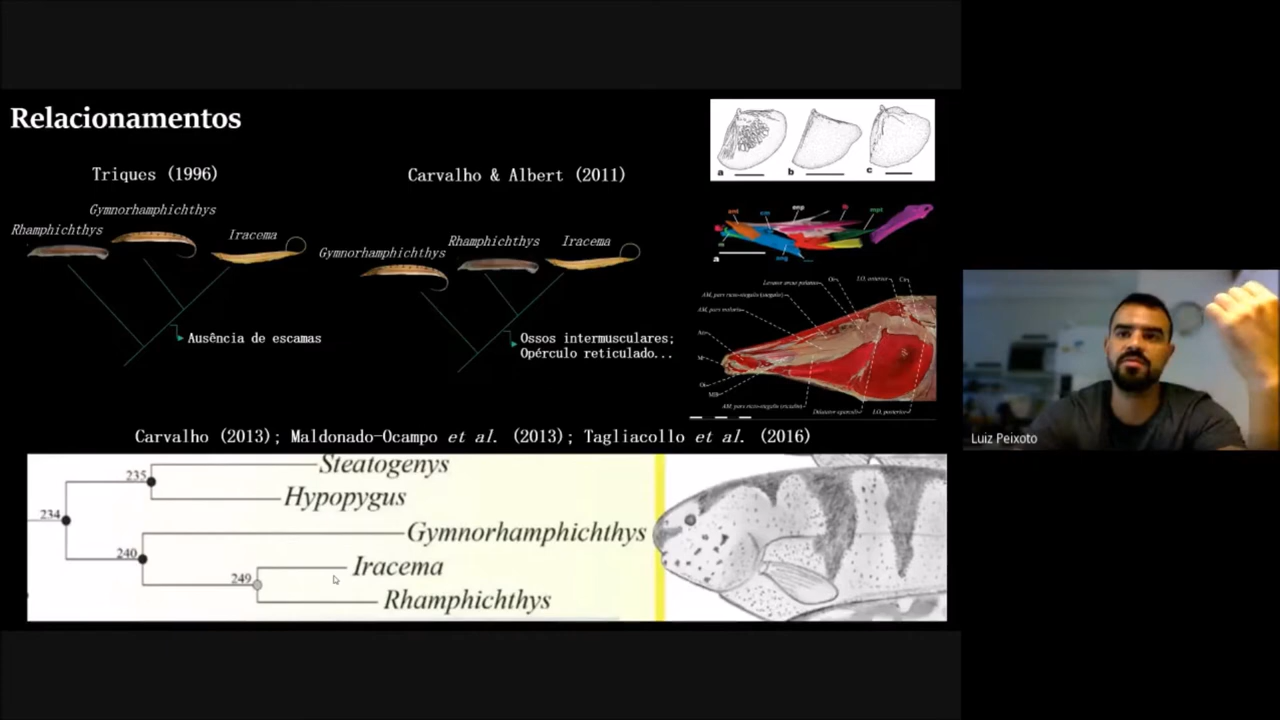 Relacionamentos
Triques (1996)
Carvalho & Albert (2011)
Gymnorhamphichthys
Rhamphichthys
Iracema
Ausência de escamas
Rhamphichthys
Iracema
Gymnorhamphichthys
Ossos intermusculares;
Opérculo reticulado...
a
b
c
a
Carvalho (2013); Maldonado-Ocampo et al. (2013); Tagliacollo et al. (2016)
235
Steatogenys
Hypopygus
234
Gymnorhamphichthys
240
Iracema
249
Rhamphichthys
Luiz Peixoto